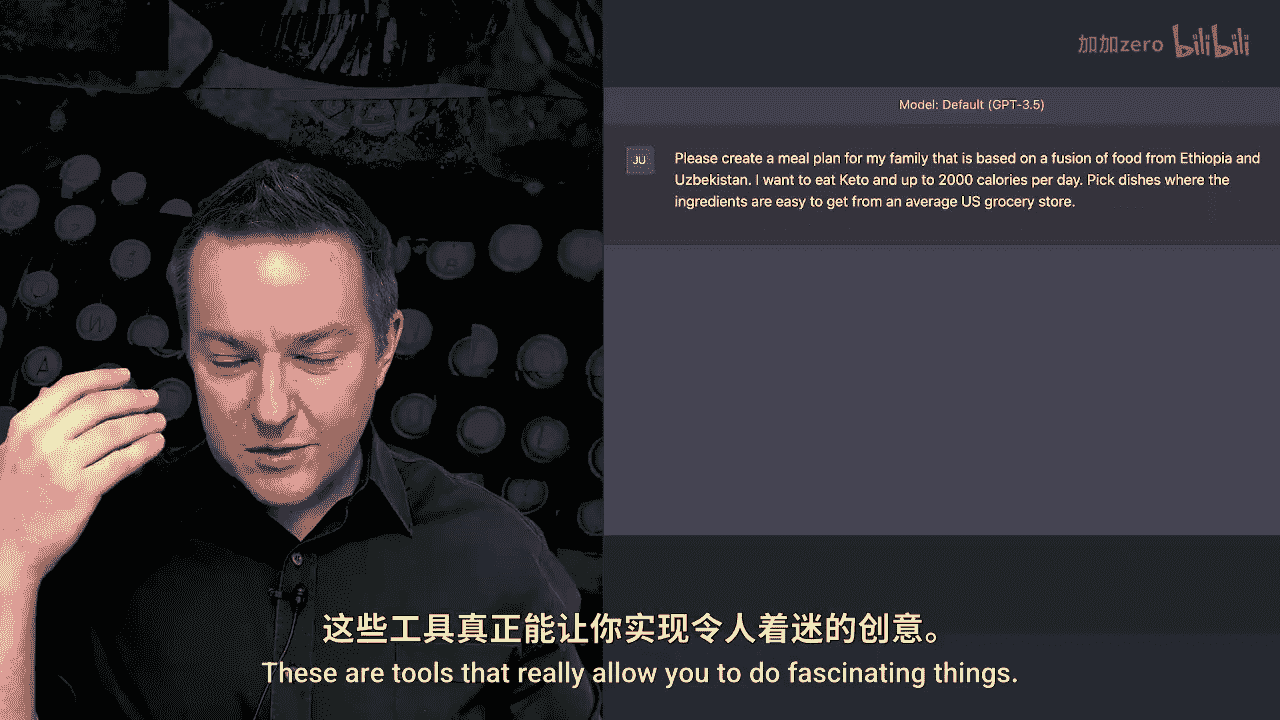 加加zero bilibili
Model: Default (GPT-3.5)
JU
Please create a meal plan for my family that is based on a fusion of food from Ethiopia and
Uzbekistan. I want to eat Keto and up to 2000 calories per day. Pick dishes where the
ingredients are easy to get from an average US grocery store.
这些工具真正能让你实现令人着迷的创意。
These are tools that really allow you to do fascinating things.